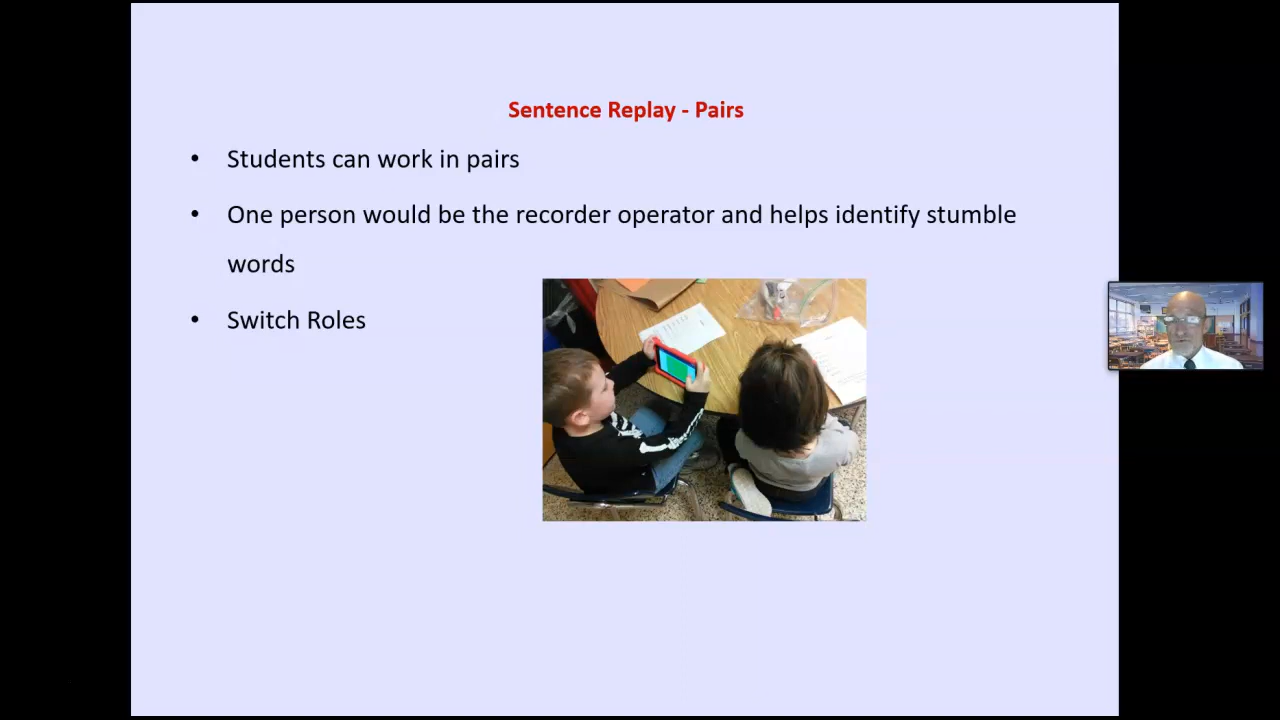 Sentence Replay - Pairs
• Students can work in pairs
• One person would be the recorder operator and helps identify stumble
words
• Switch Roles